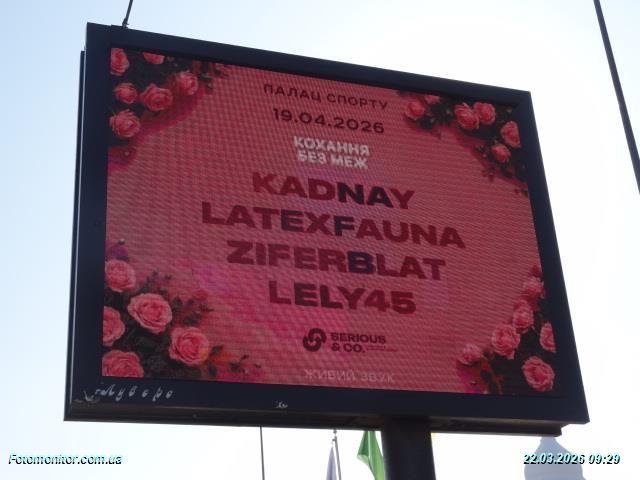 ПАЛАЦ СПОРТУ
19.04.2026
КОХАННЯ
БЕЗ МЕЖ
KADNAY
LATEXFAUNA
ZIFERBLAT
LELY45
SERIOUS
& CO.
ЖИВИЙ ЗВУК
Луверо
Fotomonitor.com.ua
22.03.2026 09:29